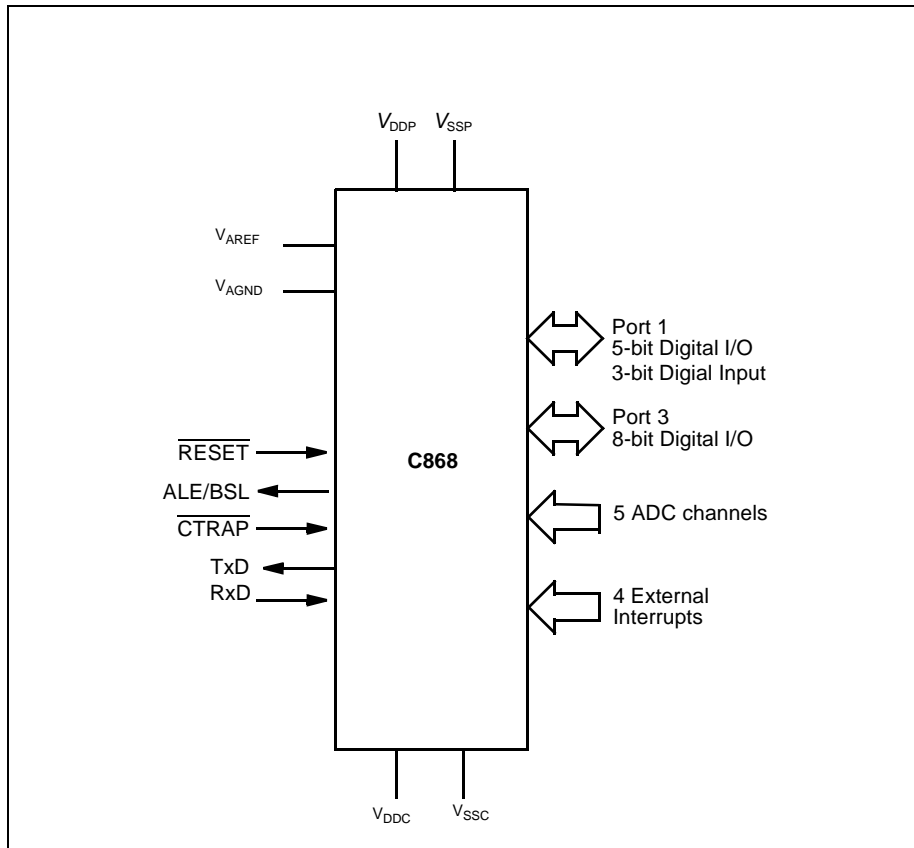 VDDP VSSP
VAREF
VAGND
Port 1
5-bit Digital I/O
3-bit Digial Input
Port 3
8-bit Digital I/O
RESET
C868
ALE/BSL
5 ADC channels
CTRAP
TxD
RxD
4 External
Interrupts
VDDC VSSC